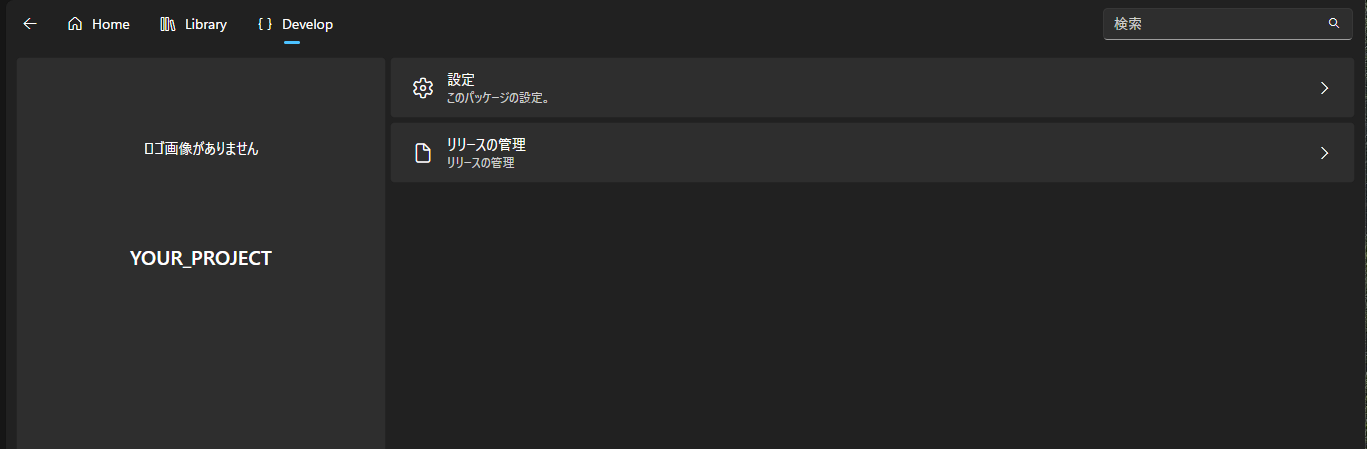 Home Library { } Develop 検索
ロゴ画像がありません
YOUR_PROJECT
設定
このパッケージの設定。
リリースの管理
リリースの管理